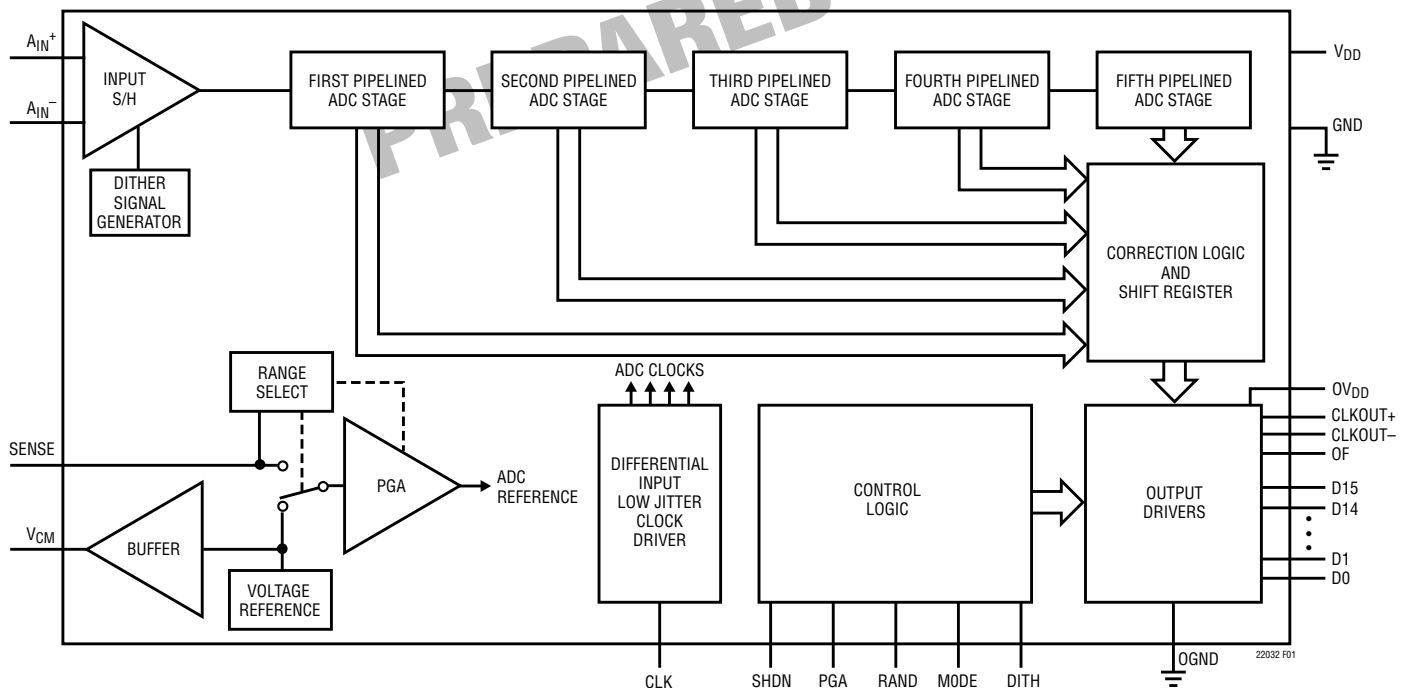 PREPARED
AIN+
AIN–
INPUT
S/H
FIRST PIPELINED
ADC STAGE
SECOND PIPELINED
ADC STAGE
THIRD PIPELINED
ADC STAGE
FOURTH PIPELINED
ADC STAGE
FIFTH PIPELINED
ADC STAGE
VDD
GND
DITHER
SIGNAL
GENERATOR
CORRECTION LOGIC
AND
SHIFT REGISTER
RANGE
SELECT
ADC CLOCKS
SENSE
PGA
ADC
REFERENCE
DIFFERENTIAL
INPUT
LOW JITTER
CLOCK
DRIVER
CONTROL
LOGIC
OUTPUT
DRIVERS
OVDD
CLKOUT+
CLKOUT–
OF
D15
D14
D1
D0
VCM
BUFFER
VOLTAGE
REFERENCE
OGND
22032 F01
CLK
SHDN
PGA
RAND
MODE
DITH